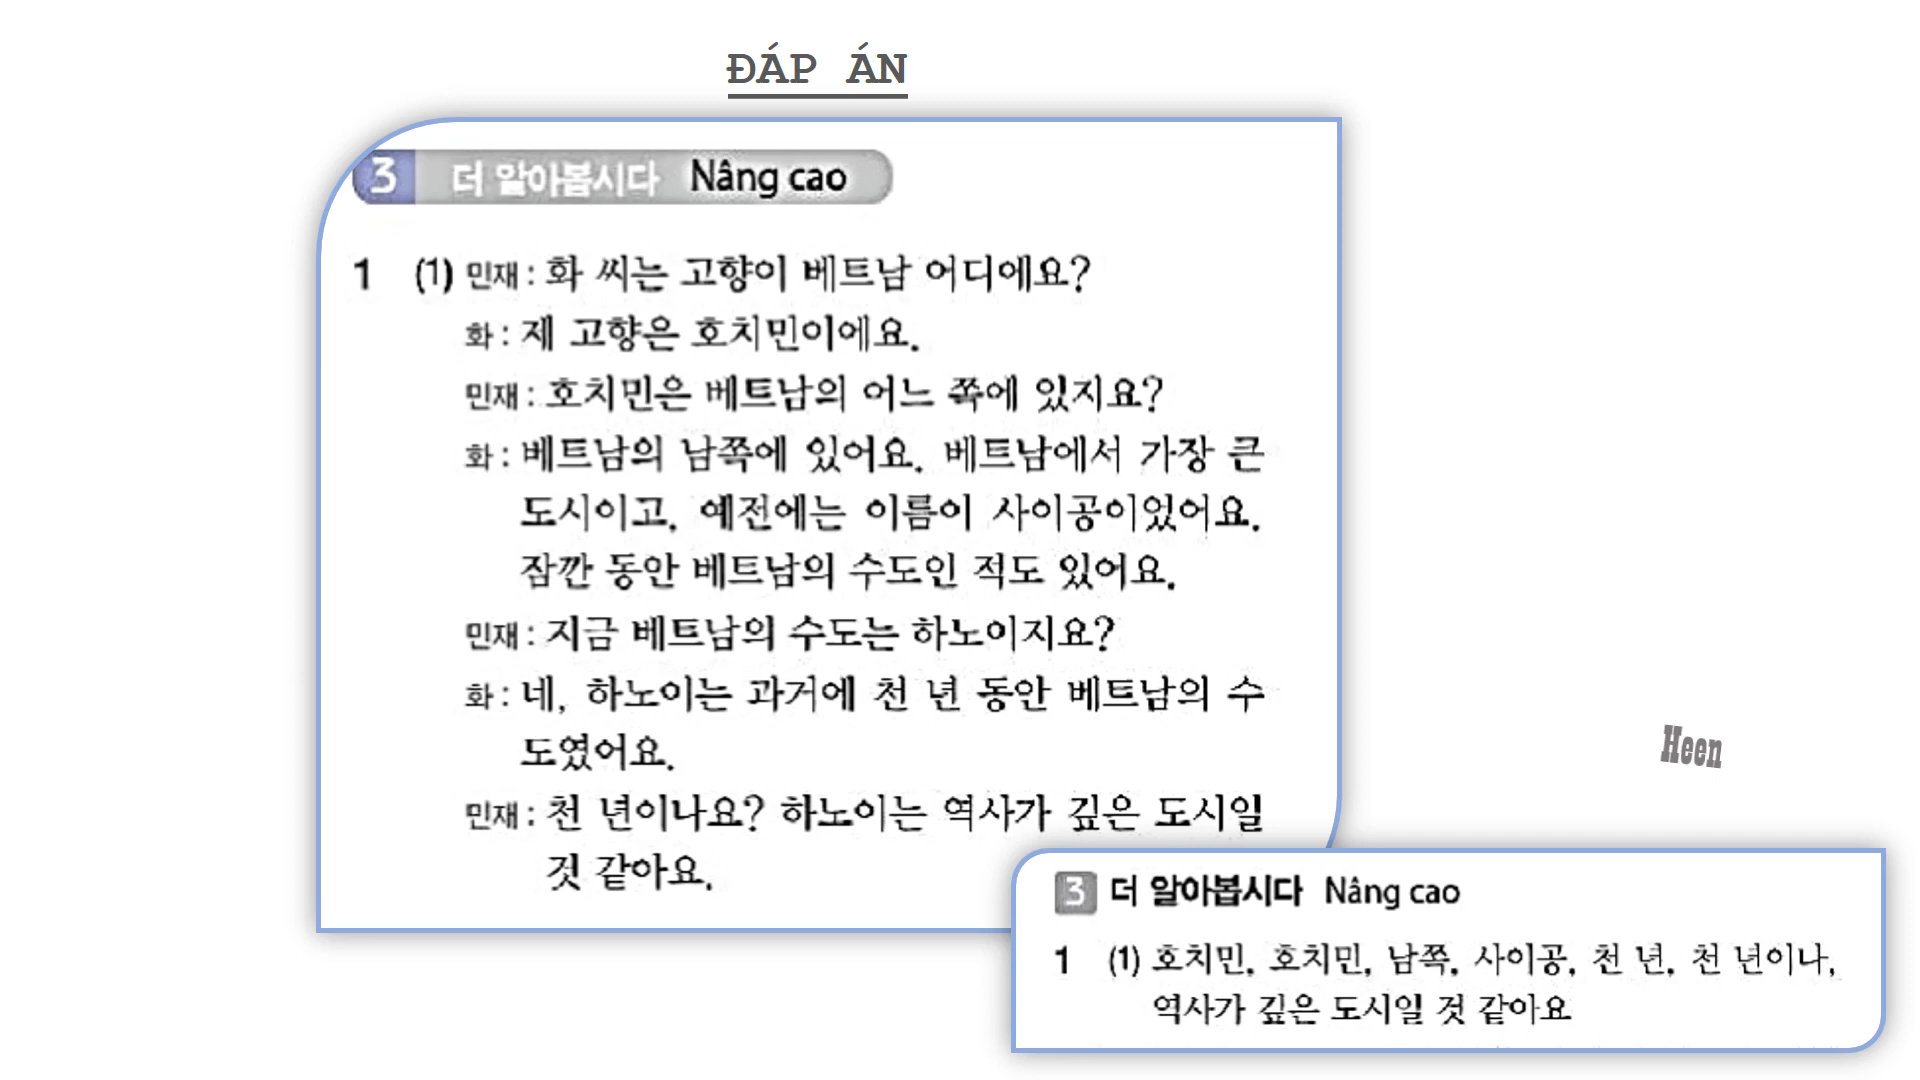 ĐÁP ÁN
3 더 알아봅시다 Nâng cao
1 (1) 민재 : 화 씨는 고향이 베트남 어디에요?
화 : 제 고향은 호치민이에요.
민재 : 호치민은 베트남의 어느 쪽에 있지요?
화 : 베트남의 남쪽에 있어요. 베트남에서 가장 큰
도시이고, 예전에는 이름이 사이공이었어요.
잠깐 동안 베트남의 수도인 적도 있어요.
민재 : 지금 베트남의 수도는 하노이지요?
화 : 네, 하노이는 과거에 천 년 동안 베트남의 수
도였어요.
민재 : 천 년이나요? 하노이는 역사가 깊은 도시일
것 같아요.
Heen
3 더 알아봅시다 Nâng cao
1 (1) 호치민, 호치민, 남쪽, 사이공, 천 년, 천 년이나,
역사가 깊은 도시일 것 같아요